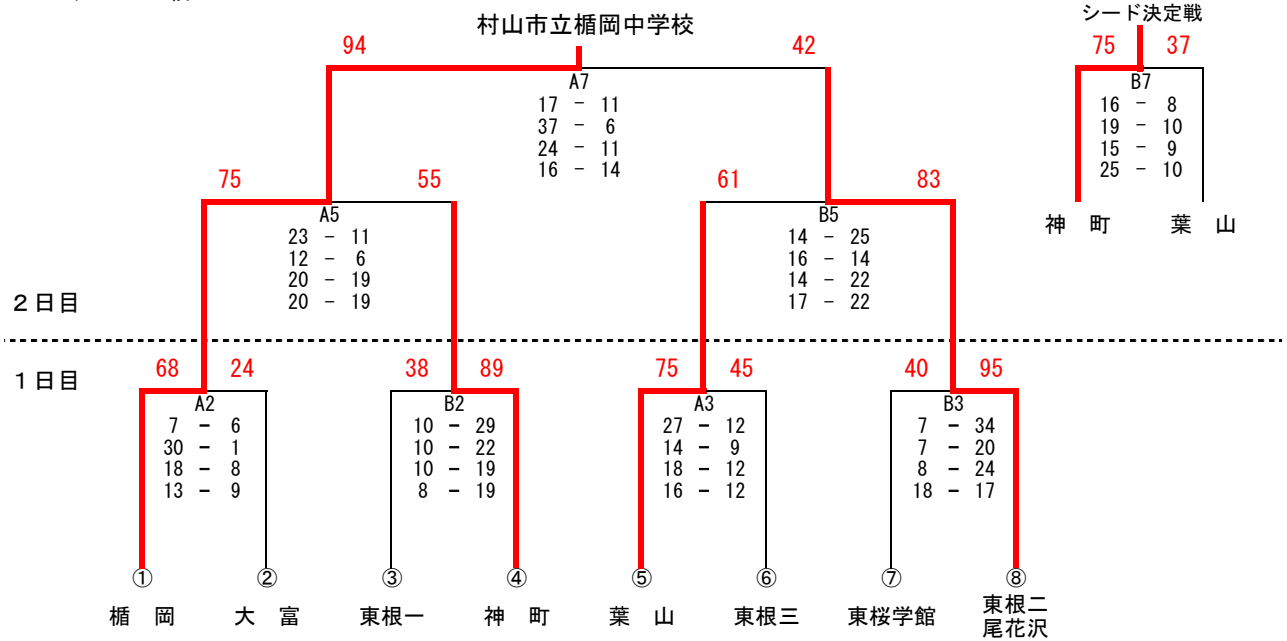 村山市立楯岡中学校
シード決定戦
94 42
75 37
A7
17 - 11
37 - 6
24 - 11
16 - 14
B7
16 - 8
19 - 10
15 - 9
25 - 10
神 町 葉 山
75 55
61 83
A5
23 - 11
12 - 6
20 - 19
20 - 19
B5
14 - 25
16 - 14
14 - 22
17 - 22
2日目
1日目
68 24
38 89
75 45
40 95
A2
7 - 6
30 - 1
18 - 8
13 - 9
B2
10 - 29
10 - 22
10 - 19
8 - 19
A3
27 - 12
14 - 9
18 - 12
16 - 12
B3
7 - 34
7 - 20
8 - 24
18 - 17
① ② ③ ④ ⑤ ⑥ ⑦ ⑧
楯 岡 大 富 東根一 神 町 葉 山 東根三 東桜学館 東根二
尾花沢